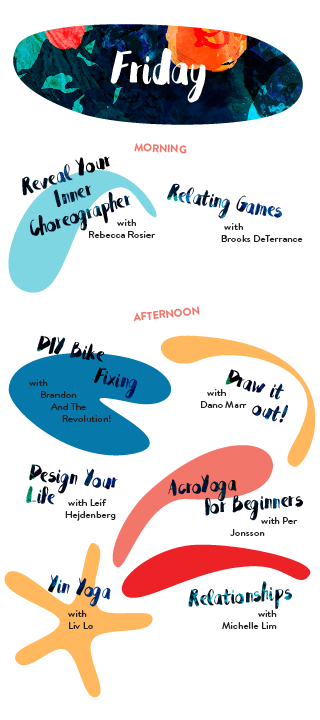 Friday
MORNING
Reveal Your
Inner
Choreographer
with
Rebecca Rosier
Relating Games
with
Brooks DeTerrance
AFTERNOON
DIY Bike
Fixing
with
Brandon
And The
Revolution!
Draw it
out!
with
Dano Marr
Design Your
Life
with Leif
Hejdenberg
AcroYoga
for Beginners
with Per
Jonsson
Yin Yoga
with
Liv Lo
Relationships
with
Michelle Lim